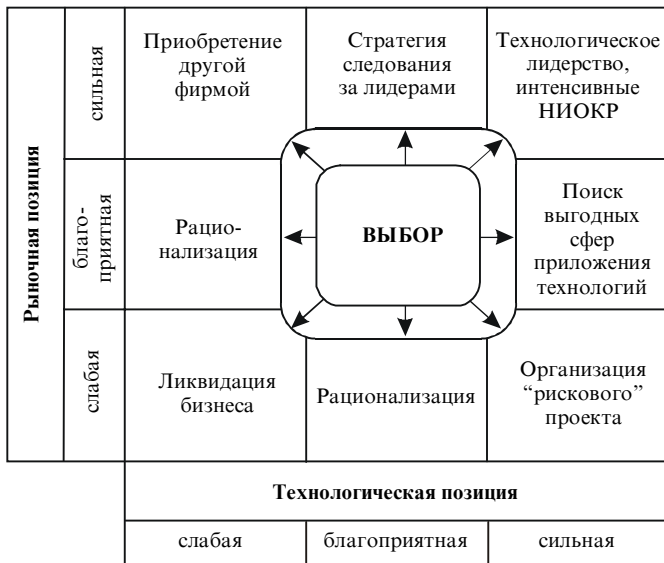 Рыночная позиция
сильная
Приобретение
другой
фирмой
Стратегия
следования
за лидерами
Технологическое
лидерство,
интенсивные
НИОКР
благо-
приятная
Рацио-
нализация
ВЫБОР
Поиск
выгодных
сфер
приложения
технологий
слабая
Ликвидация
бизнеса
Рационализация
Организация
“рискового”
проекта
Технологическая позиция
слабая
благоприятная
сильная